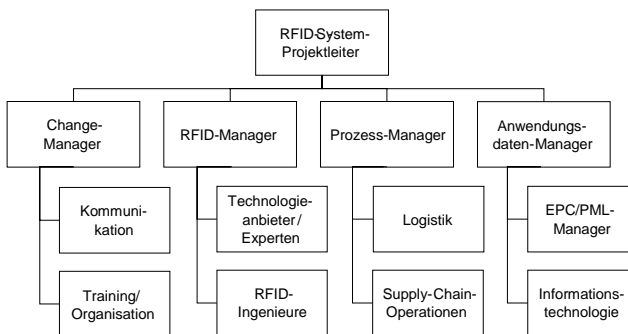 RFID-System-
Projektleiter
Change-
Manager
RFID-Manager
Prozess-Manager
Anwendungs-
daten-Manager
Kommuni-
kation
Technologie-
anbieter/
Experten
Logistik
EPC/PML-
Manager
Training/
Organisation
RFID-
Ingenieure
Supply-Chain-
Operationen
Informations-
technologie